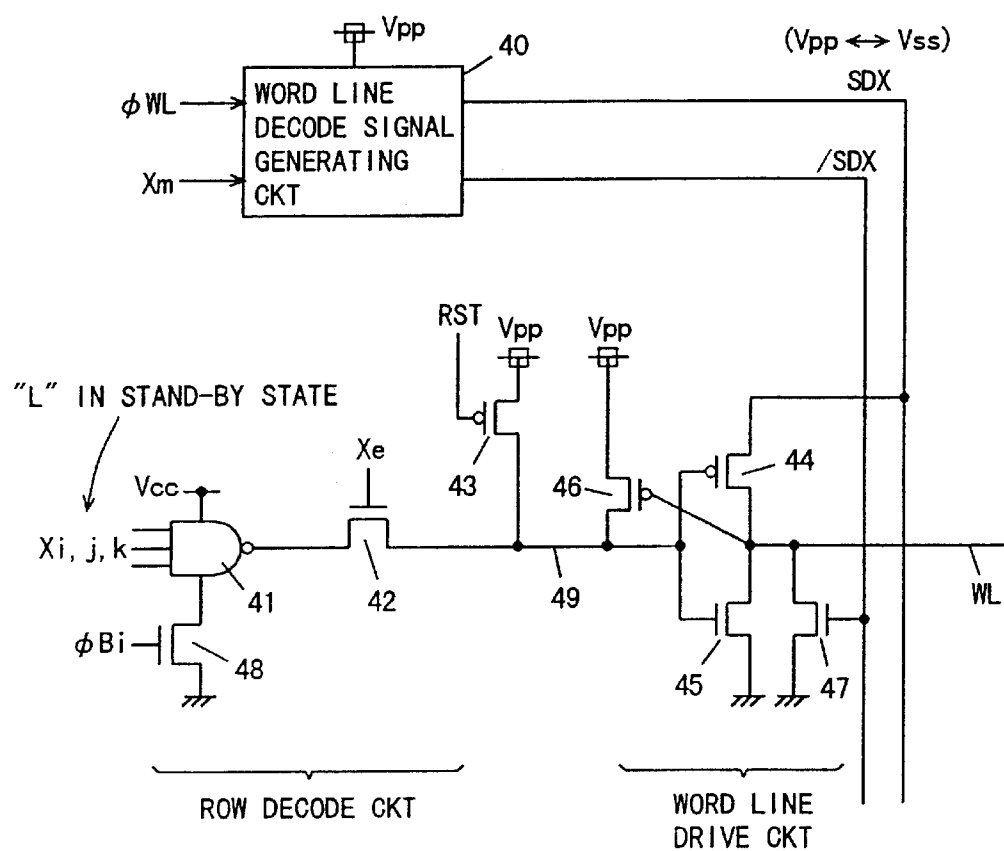 Vpp
40
(Vpp ↔ Vss)
SDX
φWL
WORD LINE
DECODE SIGNAL
GENERATING
CKT
/SDX
Xm
RST
Vpp
Vpp
"L" IN STAND-BY STATE
Xe
43
46
44
Vcc
Xi, j, k
41
42
49
WL
φBi
48
45
47
ROW DECODE CKT
WORD LINE
DRIVE CKT